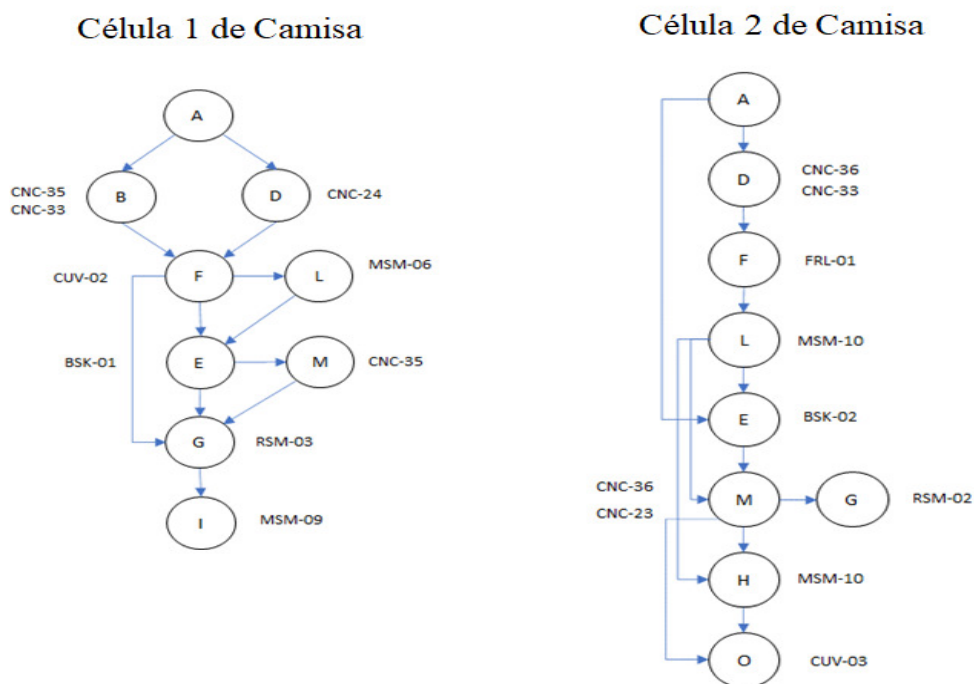 Célula 1 de Camisa
A
CNC-35
CNC-33
B
D
CNC-24
CUV-02
F
L
MSM-06
BSK-01
E
M
CNC-35
G
RSM-03
I
MSM-09
Célula 2 de Camisa
A
D
CNC-36
CNC-33
F
FRL-01
L
MSM-10
E
BSK-02
CNC-36
CNC-23
M
G
RSM-02
H
MSM-10
O
CUV-03